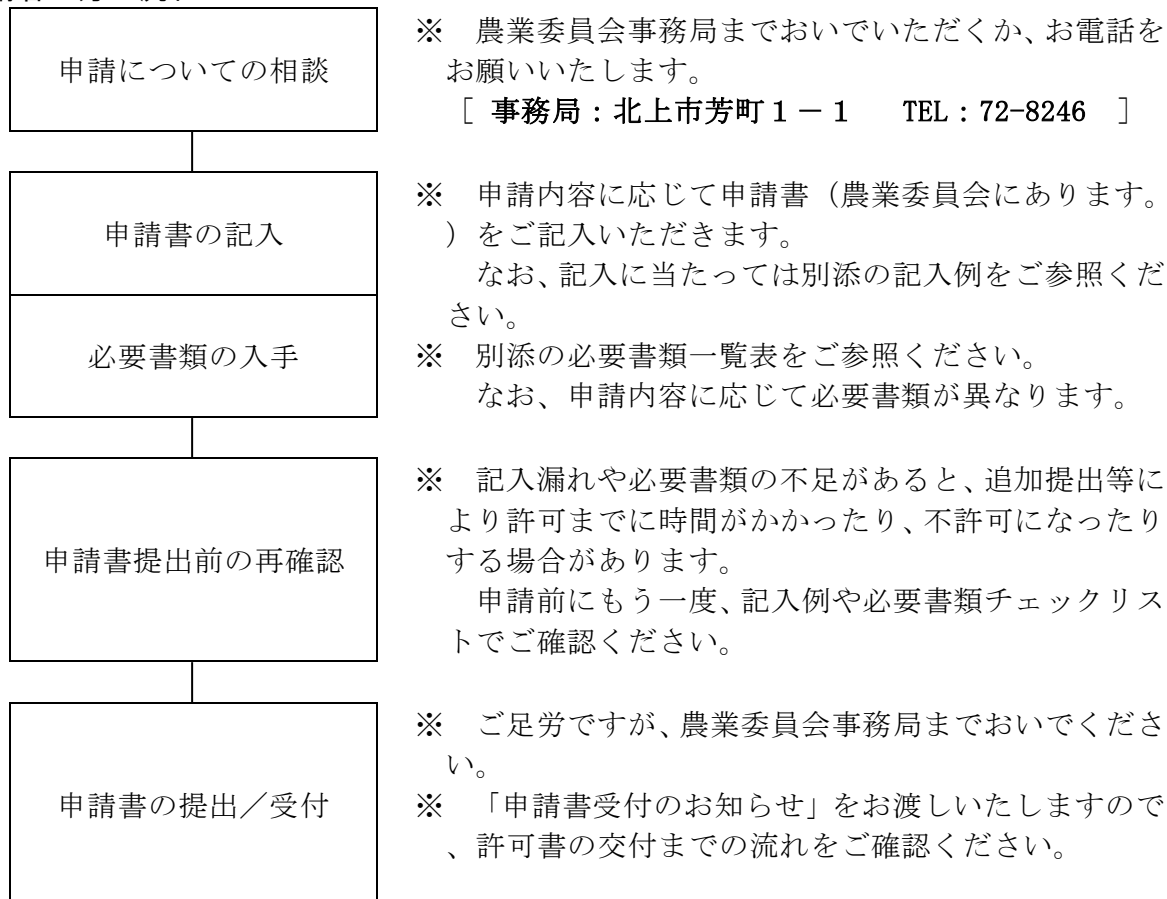 申請についての相談
※　農業委員会事務局までおいでいただくか、お電話を
お願いいたします。
［ 事務局：北上市芳町１－１　TEL：72-8246 ］
申請書の記入
※　申請内容に応じて申請書（農業委員会にあります。
）をご記入いただきます。
なお、記入に当たっては別添の記入例をご参照くだ
さい。
必要書類の入手
※　別添の必要書類一覧表をご参照ください。
なお、申請内容に応じて必要書類が異なります。
申請書提出前の再確認
※　記入漏れや必要書類の不足があると、追加提出等に
より許可までに時間がかかったり、不許可になったり
する場合があります。
申請前にもう一度、記入例や必要書類チェックリス
トでご確認ください。
申請書の提出／受付
※　ご足労ですが、農業委員会事務局までおいでくださ
い。
※　「申請書受付のお知らせ」をお渡しいたしますので
、許可書の交付までの流れをご確認ください。